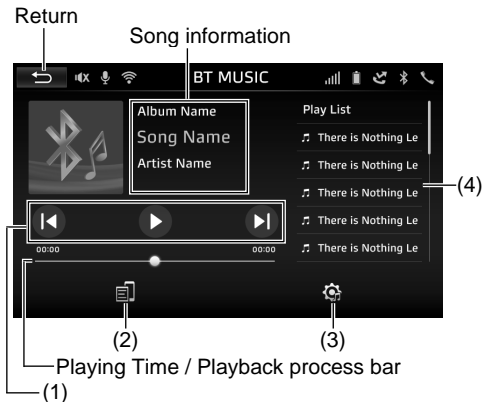 Return
Song information
BT MUSIC
Album Name
Song Name
Artist Name
Play List
There is Nothing Le
There is Nothing Le
There is Nothing Le
There is Nothing Le
There is Nothing Le
(4)
00:00
00:00
(2)
(3)
Playing Time / Playback process bar
(1)